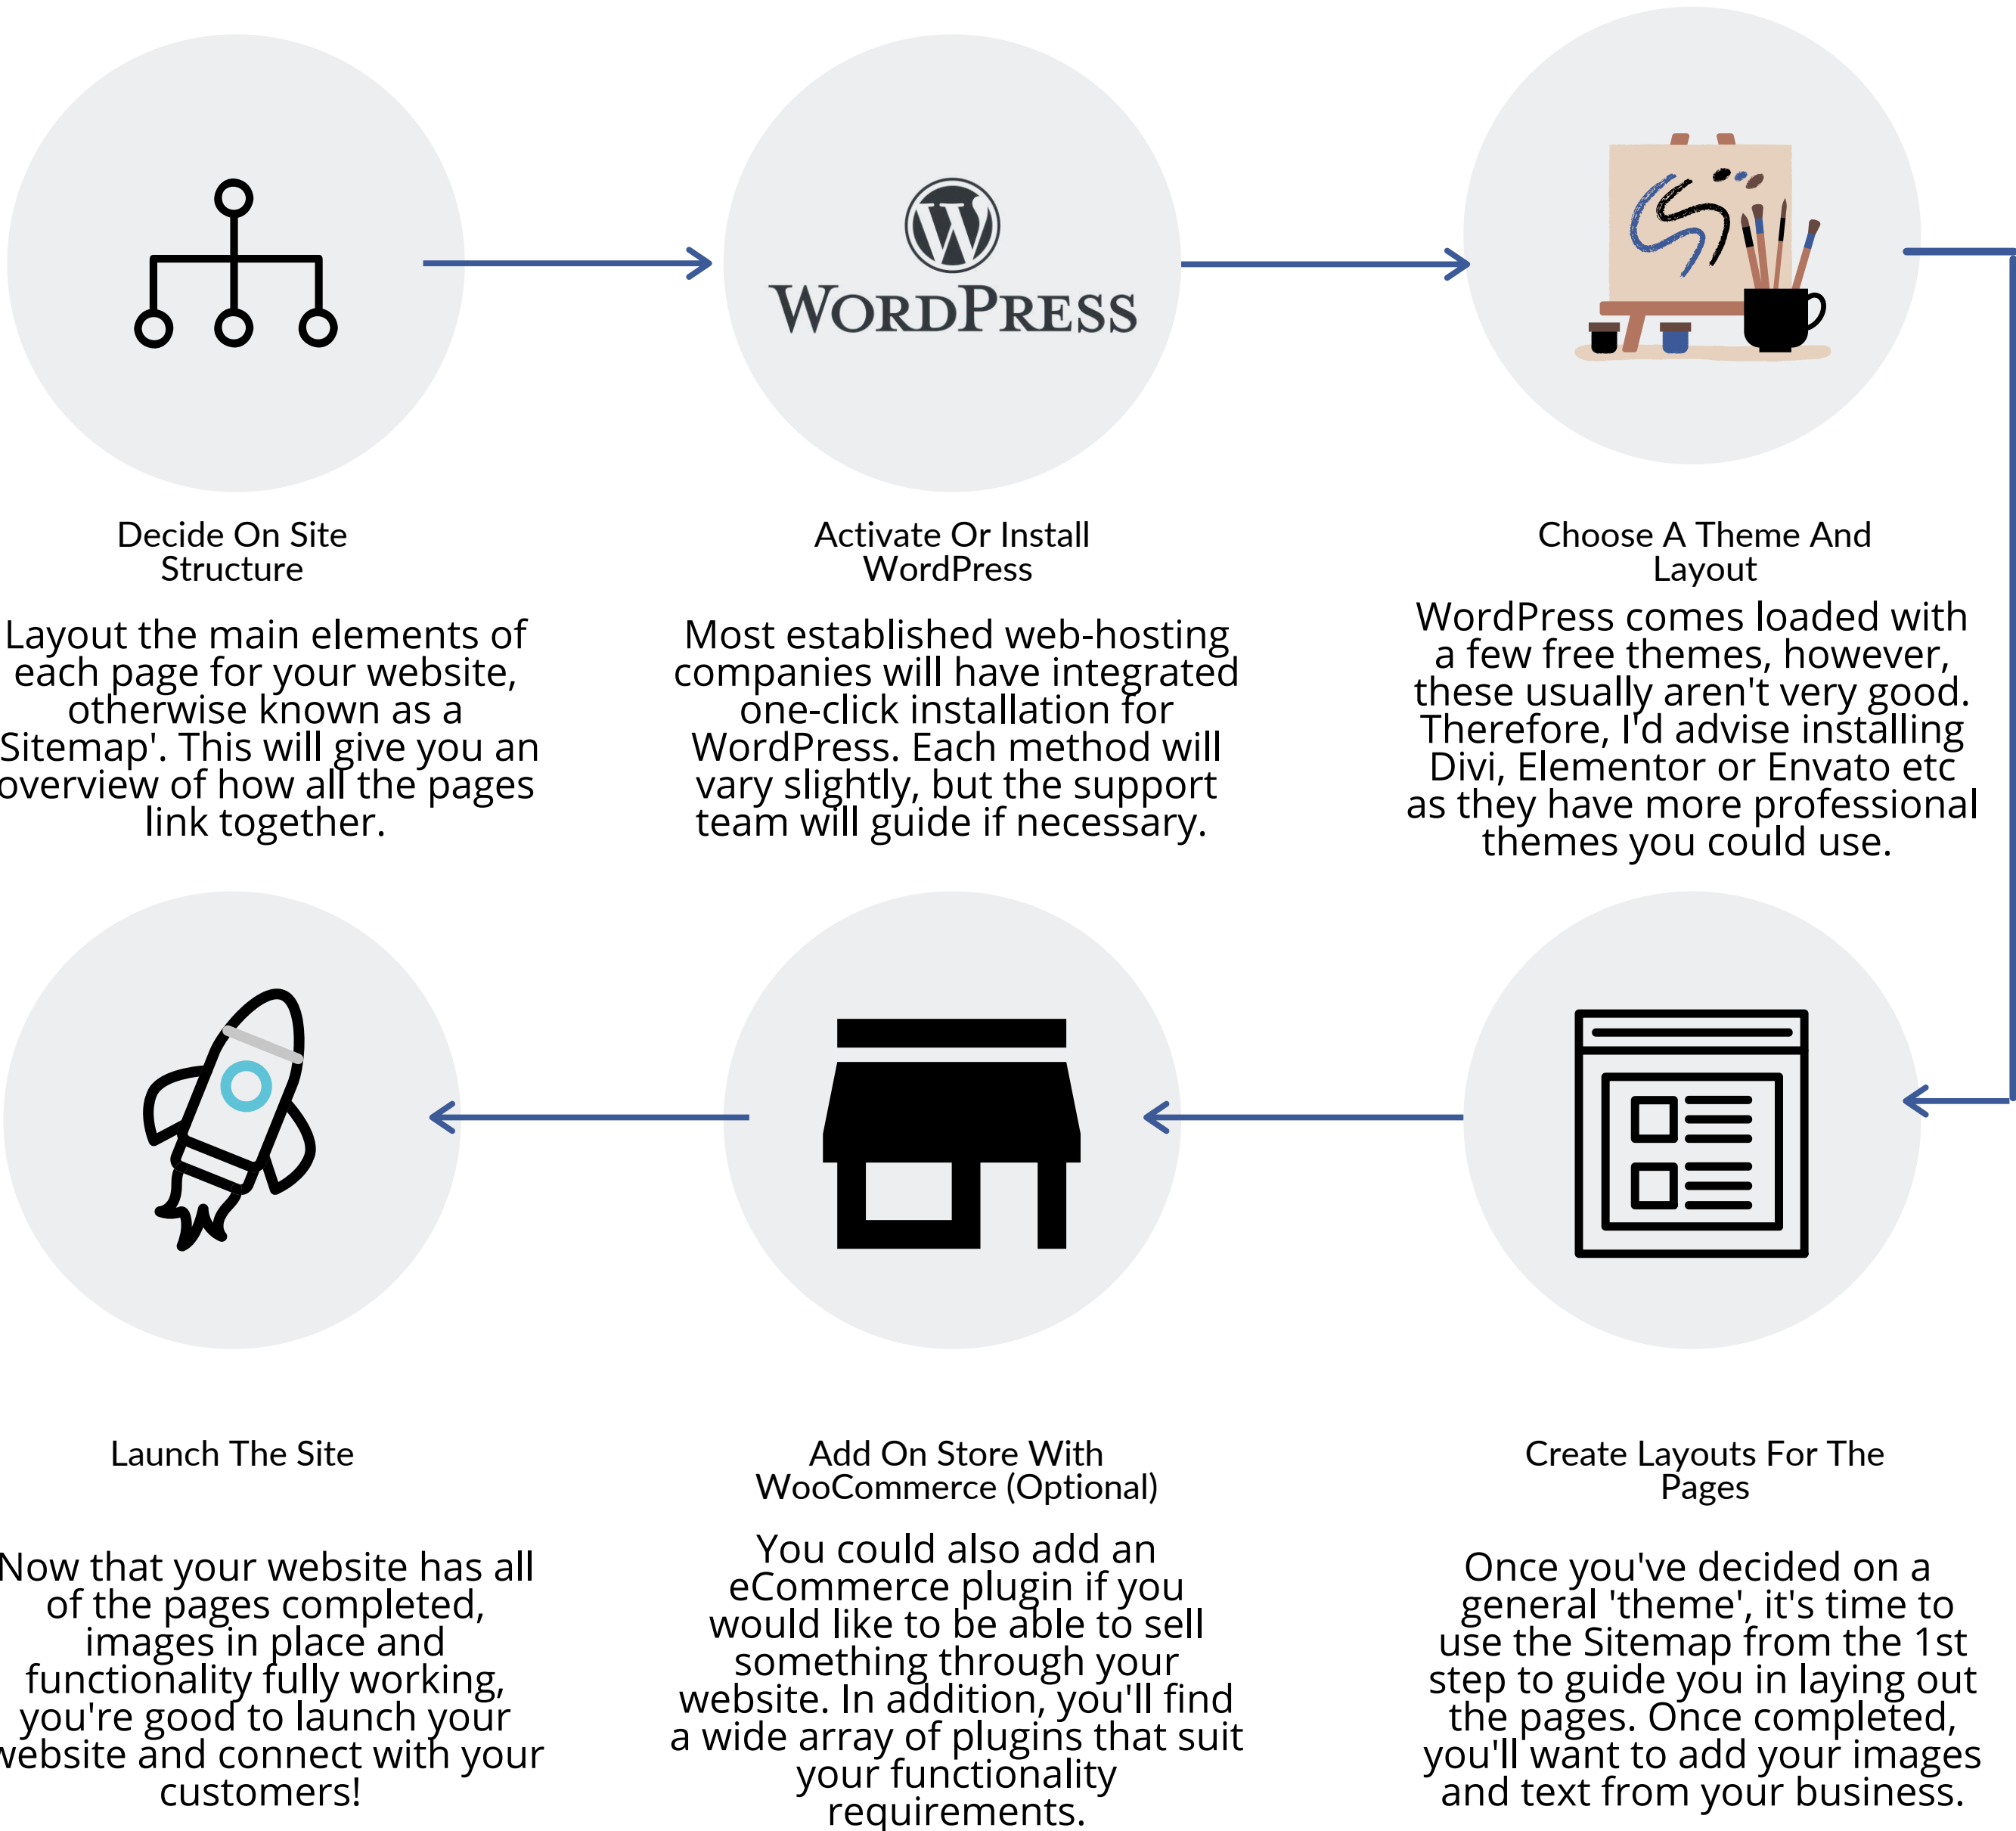 WORDPRESS
Decide On Site
Structure
Layout the main elements of
each page for your website,
otherwise known as a
Sitemap'. This will give you an
overview of how all the pages
link together.
Activate Or Install
WordPress
Most established web-hosting
companies will have integrated
one-click installation for
WordPress. Each method will
vary slightly, but the support
team will guide if necessary.
Choose A Theme And
Layout
WordPress comes loaded with
a few free themes, however,
these usually aren't very good.
Therefore, I'd advise installing
Divi, Elementor or Envato etc
as they have more professional
themes you could use.
Launch The Site
Now that your website has all
of the pages completed,
images in place and
functionality fully working,
you're good to launch your
website and connect with your
customers!
Add On Store With
WooCommerce (Optional)
You could also add an
eCommerce plugin if you
would like to be able to sell
something through your
website. In addition, you'll find
a wide array of plugins that suit
your functionality
requirements.
Create Layouts For The
Pages
Once you've decided on a
general 'theme', it's time to
use the Sitemap from the 1st
step to guide you in laying out
the pages. Once completed,
you'll want to add your images
and text from your business.